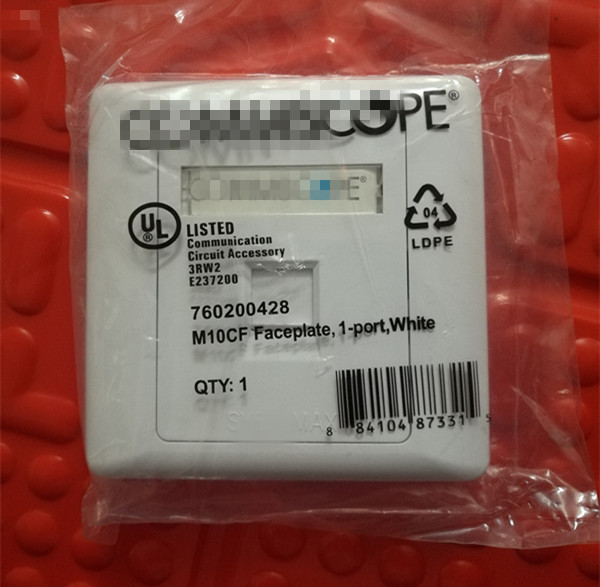 LISTED
Communication
Circuit Accessory
3RW2
E237200
UL
®
04
LDPE
760200428
M10CF Faceplate, 1-port,White
QTY: 1
8 84104 87331 5